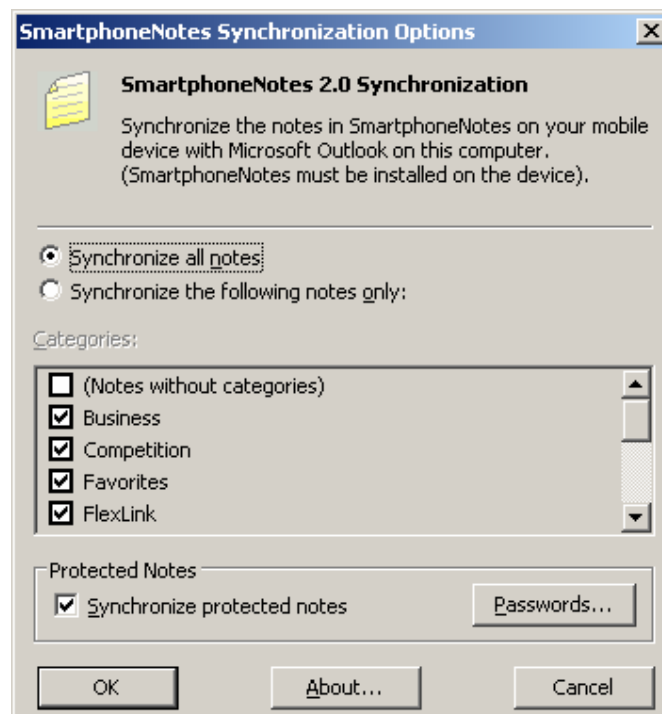 SmartphoneNotes Synchronization Options
SmartphoneNotes 2.0 Synchronization
Synchronize the notes in SmartphoneNotes on your mobile
device with Microsoft Outlook on this computer.
(SmartphoneNotes must be installed on the device).
Synchronize all notes
Synchronize the following notes only:
Categories:
(Notes without categories)
Business
Competition
Favorites
FlexLink
Protected Notes
Synchronize protected notes
Passwords...
OK
About...
Cancel